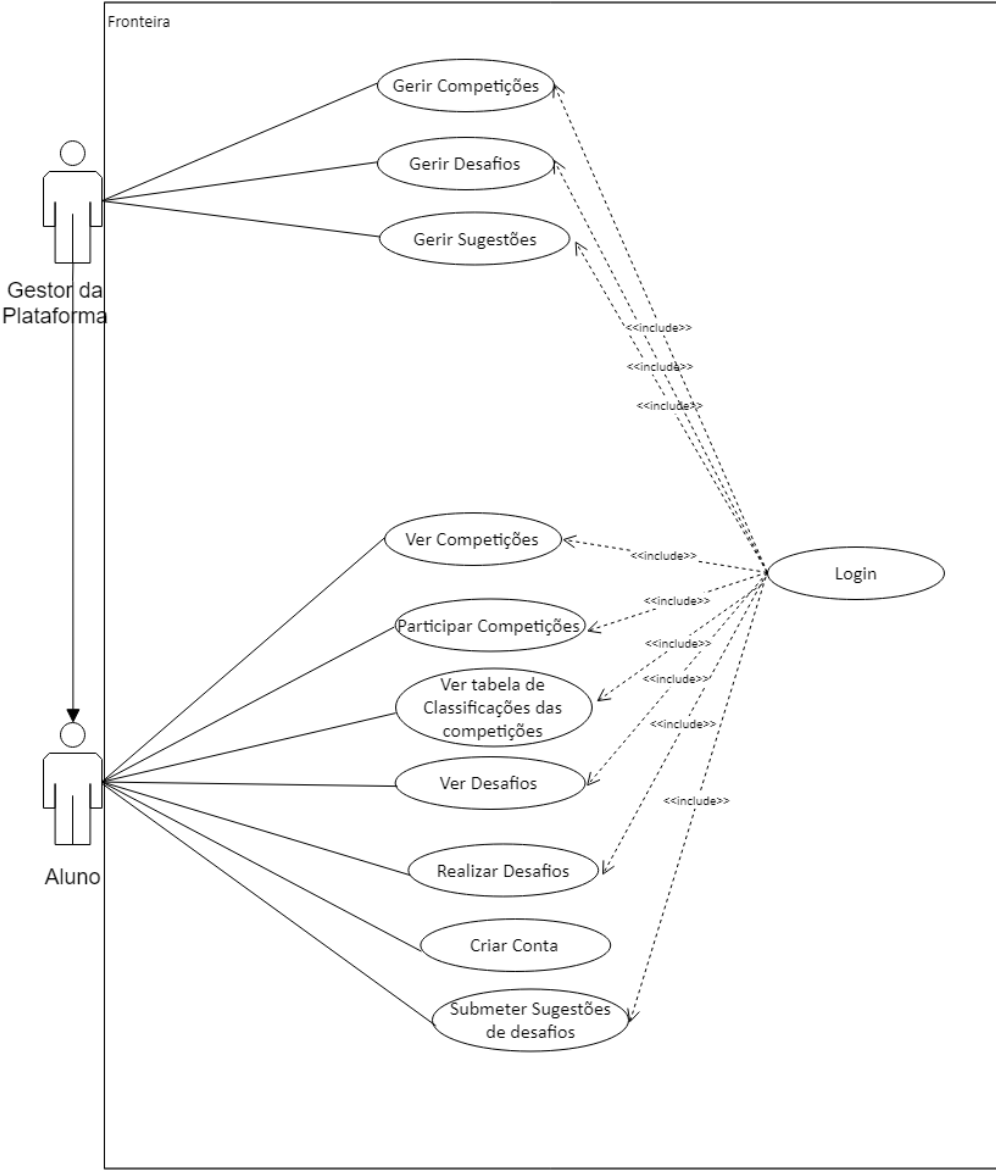 Fronteira
Gerir Competições
Gerir Desafios
Gerir Sugestões
Gestor da
Plataforma
<<include>>
<<include>>
<<include>>
Ver Competições
<<include>>
Login
Participar Competições
<<include>>
Ver tabela de
Classificações das
competições
<<include>>
<<include>>
Ver Desafios
<<include>>
Realizar Desafios
<<include>>
Aluno
Criar Conta
Submeter Sugestões
de desafios